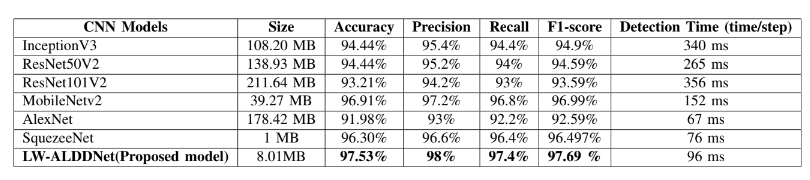 CNN Models Size Accuracy Precision Recall F1-score Detection Time (time/step)
InceptionV3 108.20 MB 94.44% 95.4% 94.4% 94.9% 340 ms
ResNet50V2 138.93 MB 94.44% 95.2% 94% 94.59% 265 ms
ResNet101V2 211.64 MB 93.21% 94.2% 93% 93.59% 356 ms
MobileNetv2 39.27 MB 96.91% 97.2% 96.8% 96.99% 152 ms
AlexNet 178.42 MB 91.98% 93% 92.2% 92.59% 67 ms
SquezeeNet 1 MB 96.30% 96.6% 96.4% 96.497% 76 ms
LW-ALDDNet(Proposed model) 8.01MB 97.53% 98% 97.4% 97.69 % 96 ms